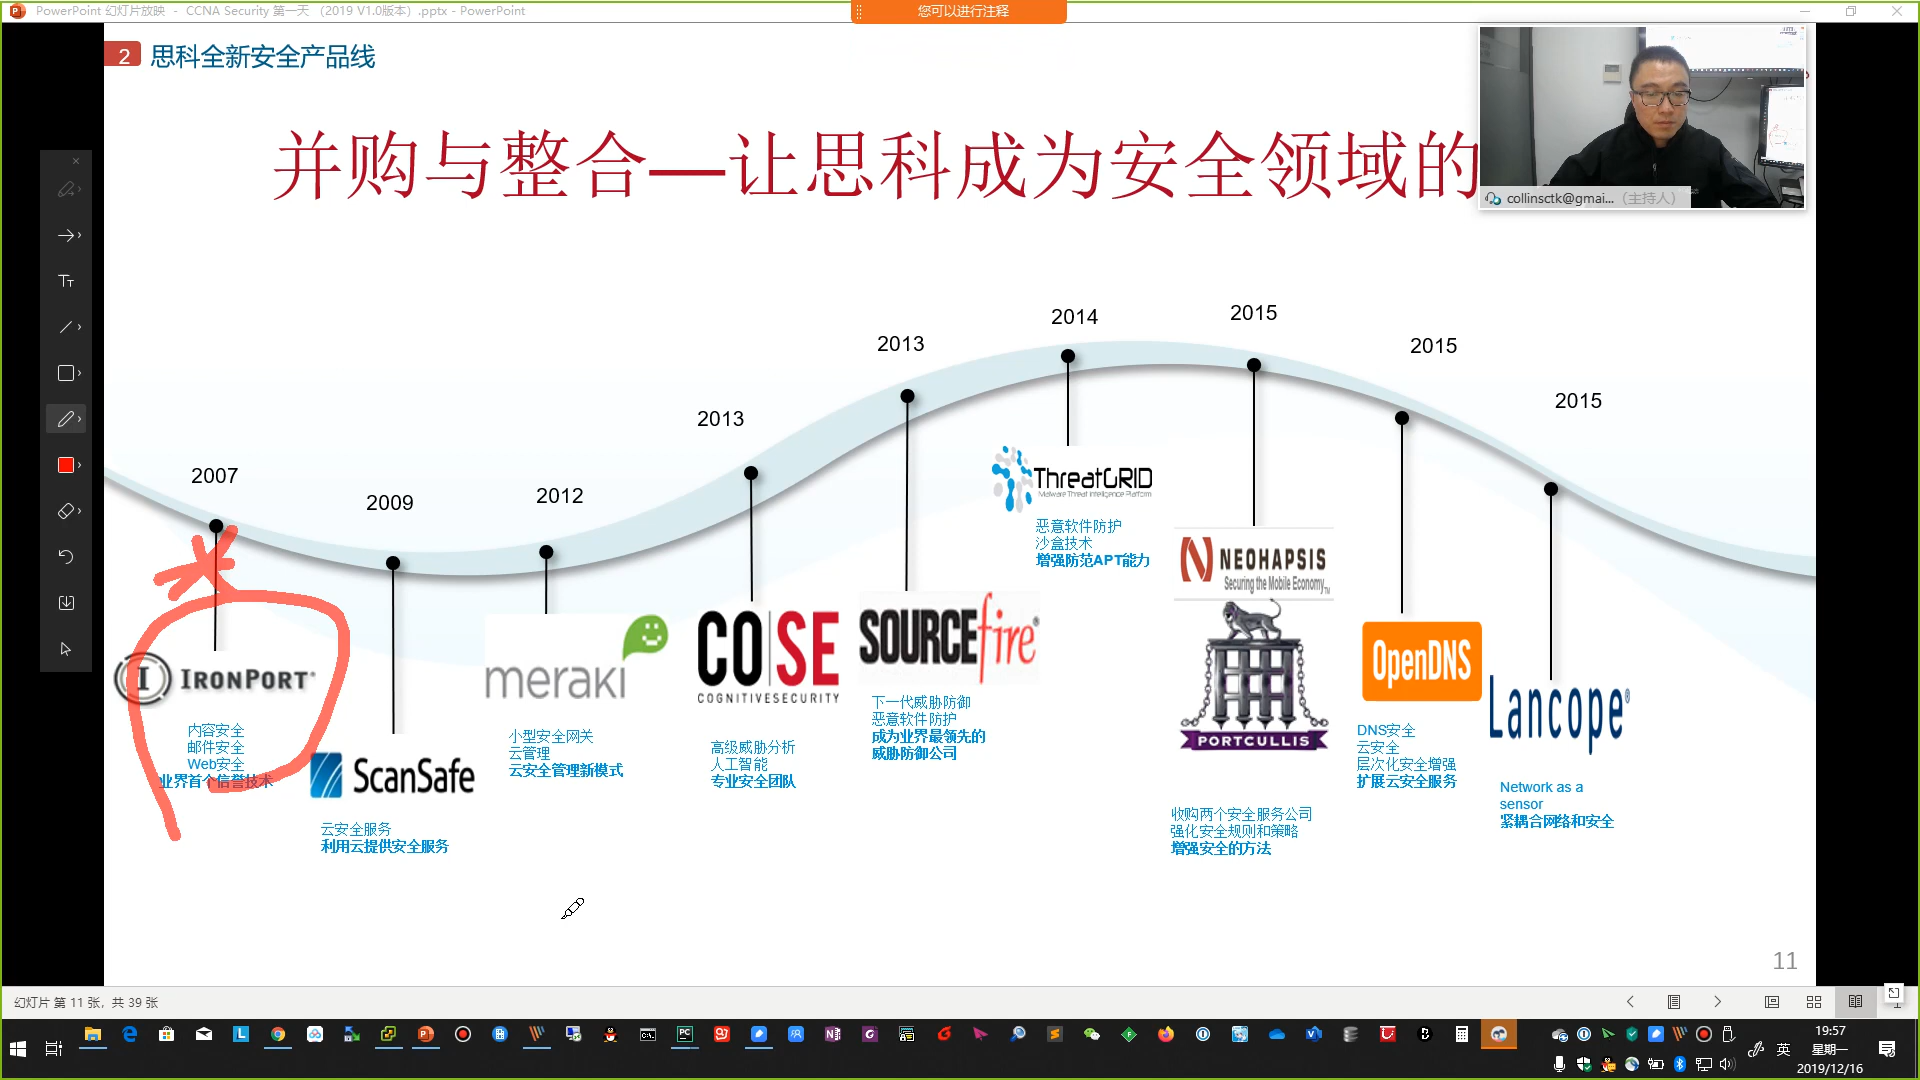 PowerPoint 幻灯片放映 - CCNA Security 第一天 （2019 V1.0版本）.pptx - PowerPoint
您可以进行注释
2 思科全新安全产品线
并购与整合—让思科成为安全领域的
collinsctk@gmai... （主持人）
2007
2009
2012
2013
2013
2014
2015
2015
2015
IRONPORT
内容安全
邮件安全
Web安全
业界首个信誉技术
ScanSafe
云安全服务
利用云提供安全服务
meraki
小型安全网关
云管理
云安全管理新模式
CO|SE
COGNITIVESECURITY
高级威胁分析
人工智能
专业安全团队
SOURCEfire®
下一代威胁防御
恶意软件防护
成为业界最领先的
威胁防御公司
ThreatGRID
Malware Threat Intelligence Platform
恶意软件防护
沙盒技术
增强防范APT能力
NEOHAPSIS
Securing the Mobile Economy™
PORTCULLIS
收购两个安全服务公司
强化安全规则和策略
增强安全的方法
OpenDNS
DNS安全
云安全
层次化安全增强
扩展云安全服务
Lancope®
Network as a
sensor
紧耦合网络和安全
11
幻灯片 第 11 张，共 39 张
19:57
英
星期一
2019/12/16